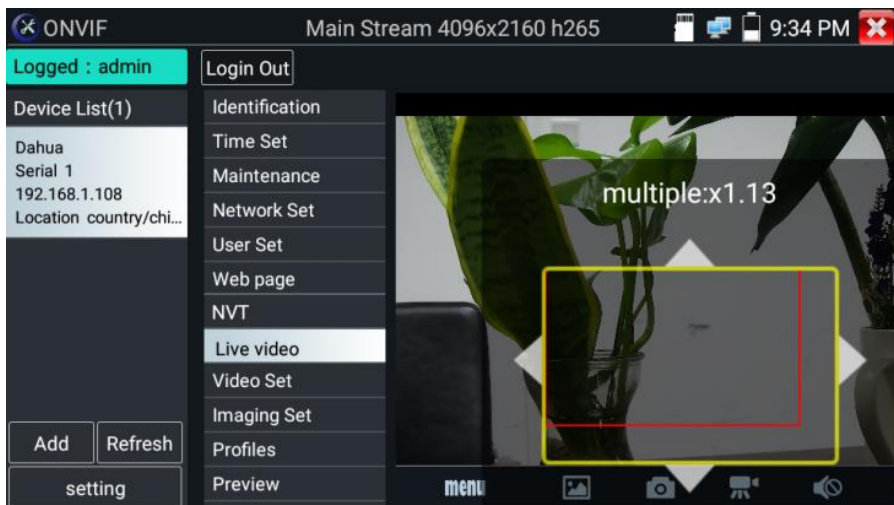 ONVIF
Main Stream 4096x2160 h265
9:34 PM
Logged : admin
Login Out
Device List(1)
Dahua
Serial 1
192.168.1.108
Location country/chi...
Identification
Time Set
Maintenance
Network Set
User Set
Web page
NVT
Live video
Video Set
Imaging Set
Profiles
Preview
multiple:x1.13
Add
Refresh
setting
menu